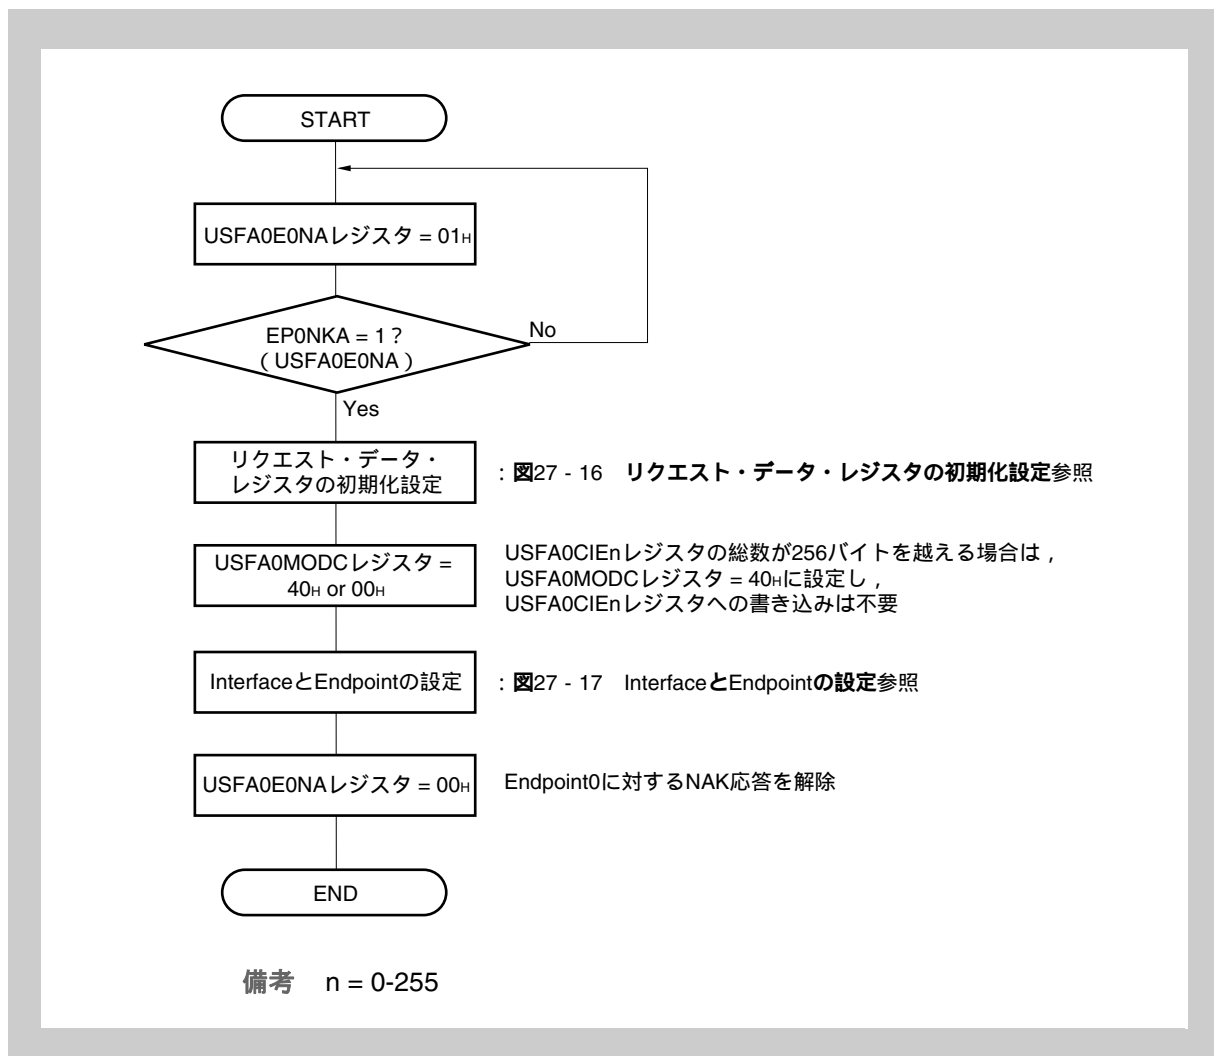 START
USFA0E0NAレジスタ = 01H
EP0NKA = 1？
（USFA0E0NA）
No
Yes
リクエスト・データ・
レジスタの初期化設定
：図27 - 16　リクエスト・データ・レジスタの初期化設定参照
USFA0MODCレジスタ =
40H or 00H
USFA0CIEnレジスタの総数が256バイトを越える場合は，
USFA0MODCレジスタ = 40Hに設定し，
USFA0CIEnレジスタへの書き込みは不要
InterfaceとEndpointの設定
：図27 - 17　InterfaceとEndpointの設定参照
USFA0E0NAレジスタ = 00H
Endpoint0に対するNAK応答を解除
END
備考　n = 0-255